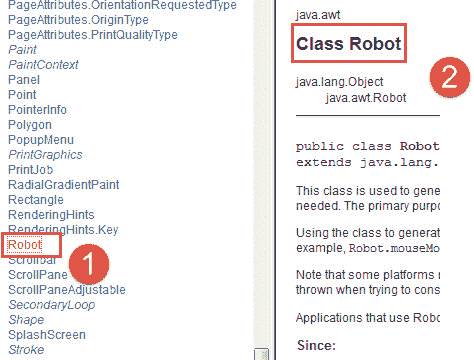 PageAttributes.OrientationRequestedType
PageAttributes.OriginType
PageAttributes.PrintQualityType
Paint
PaintContext
Panel
Point
PointerInfo
Polygon
PopupMenu
PrintGraphics
PrintJob
RadialGradientPaint
Rectangle
RenderingHints
RenderingHints.Key
Robot
1
Scrollbar
ScrollPane
ScrollPaneAdjustable
SecondaryLoop
Shape
SplashScreen
Stroke
java.awt
Class Robot
2
java.lang.Object
java.awt.Robot
public class Robot
extends java.lang.
This class is used to gene
needed. The primary purpo
Using the class to generat
example, Robot.mouseMo
Note that some platforms
thrown when trying to cons
Applications that use Robo
Since: